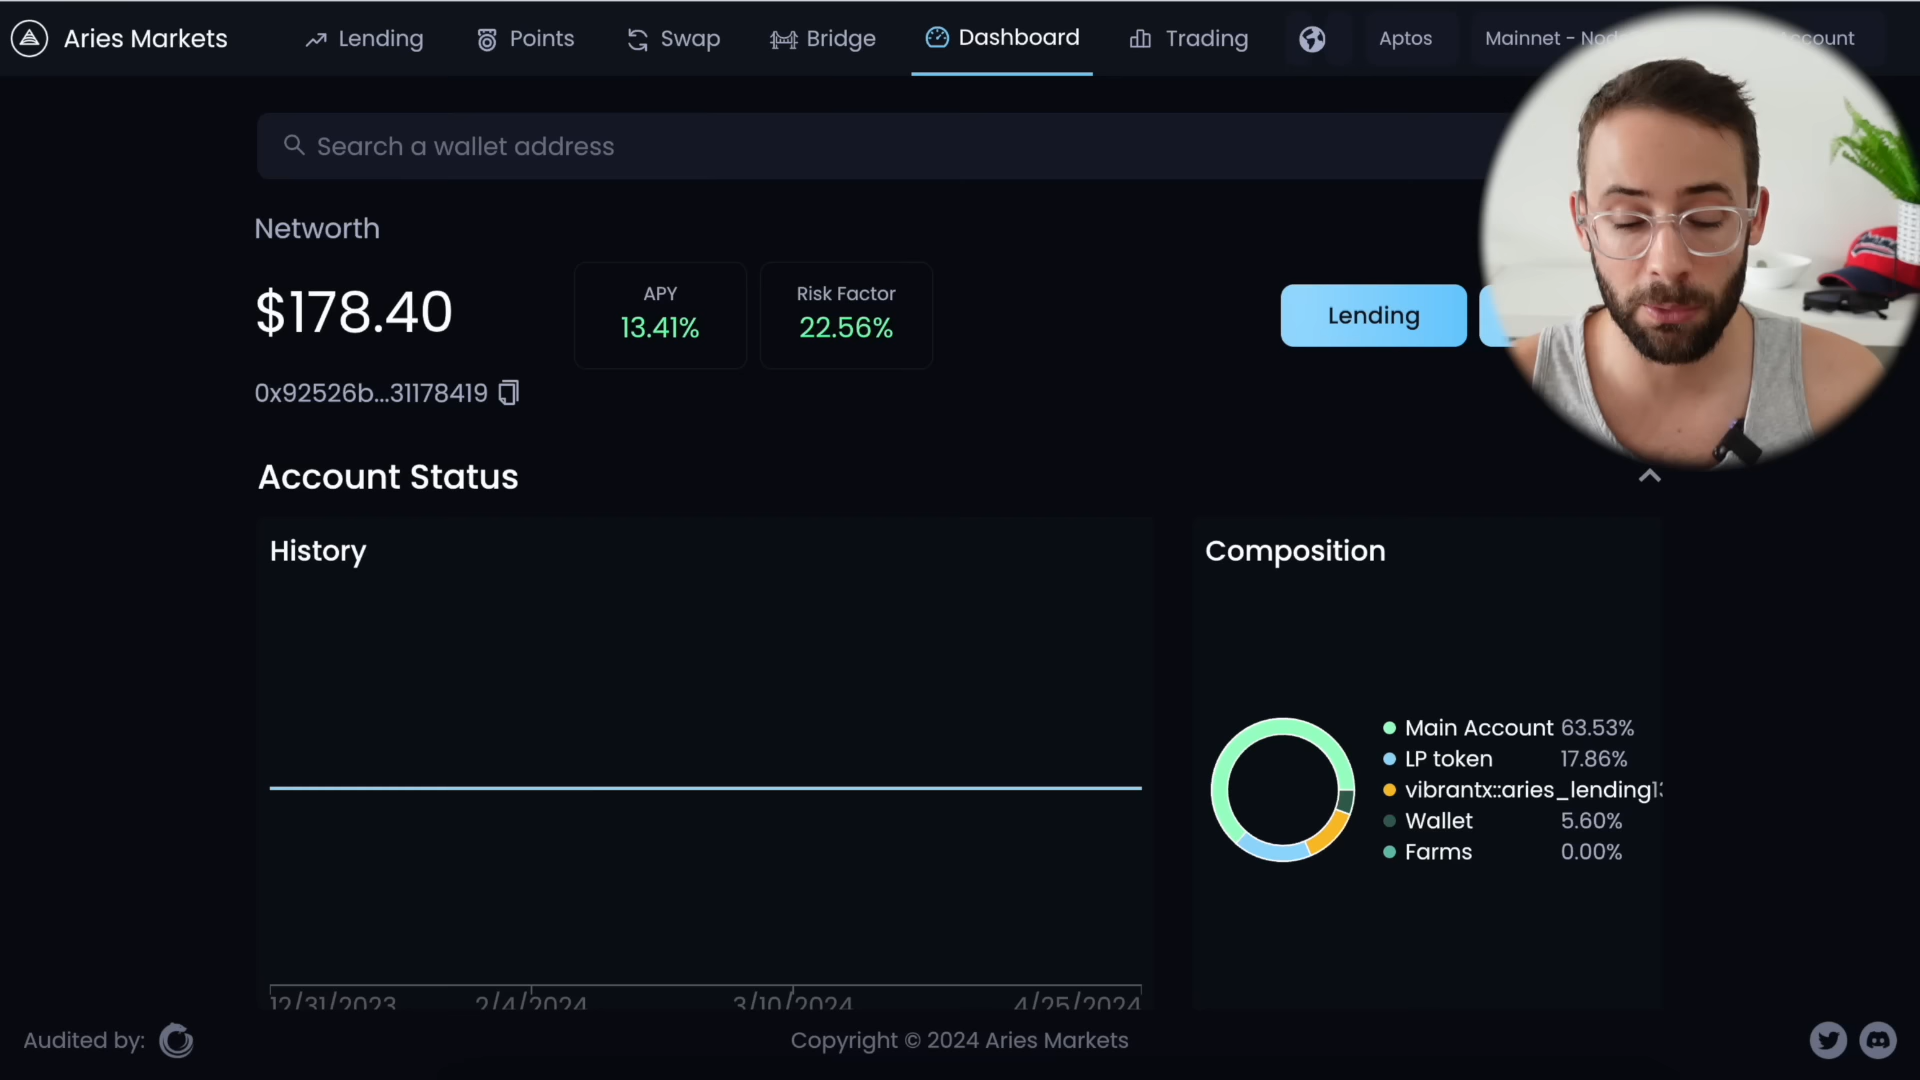 Aries Markets
Lending
Points
Swap
Bridge
Dashboard
Trading
Aptos
Mainnet -
Search a wallet address
Networth
$178.40
APY
13.41%
Risk Factor
22.56%
Lending
0x92526b...31178419
Account Status
History
Composition
Main Account 63.53%
LP token 17.86%
vibrantx::aries_lending
Wallet 5.60%
Farms 0.00%
12/31/2023
2/4/2024
3/10/2024
4/25/2024
Audited by:
Copyright © 2024 Aries Markets